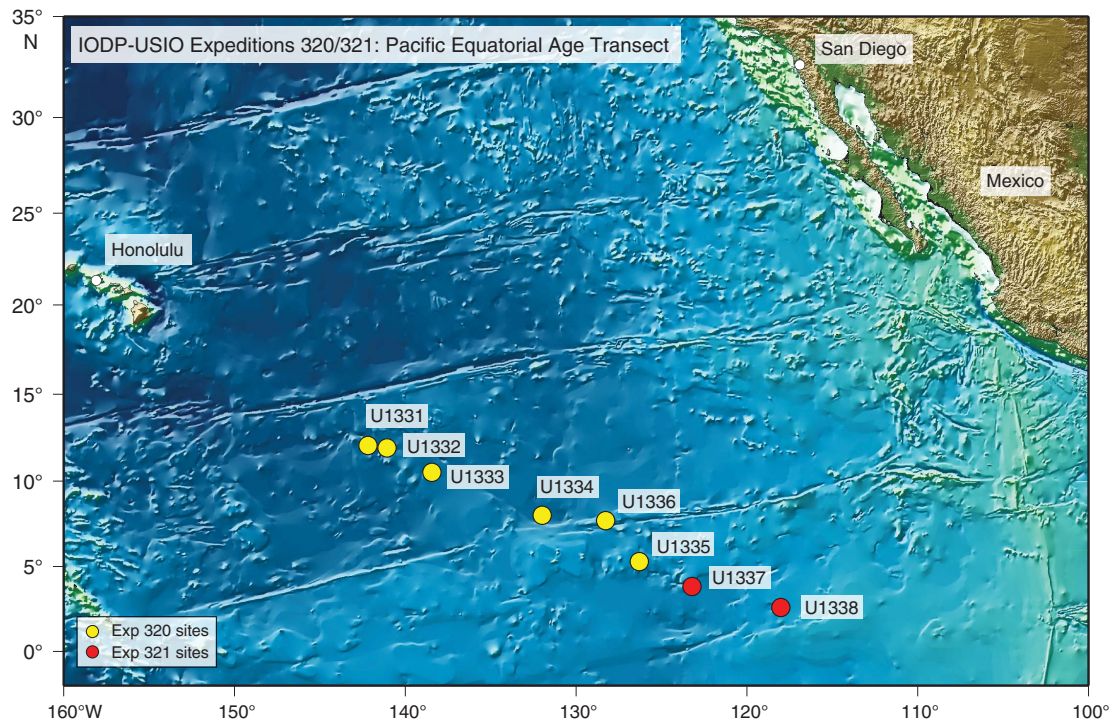 35°
N
IODP-USIO Expeditions 320/321: Pacific Equatorial Age Transect
San Diego
30°
Mexico
25°
Honolulu
20°
15°
U1331
U1332
U1333
10°
U1334
U1336
U1335
5°
U1337
U1338
Exp 320 sites
Exp 321 sites
0°
160°W
150°
140°
130°
120°
110°
100°